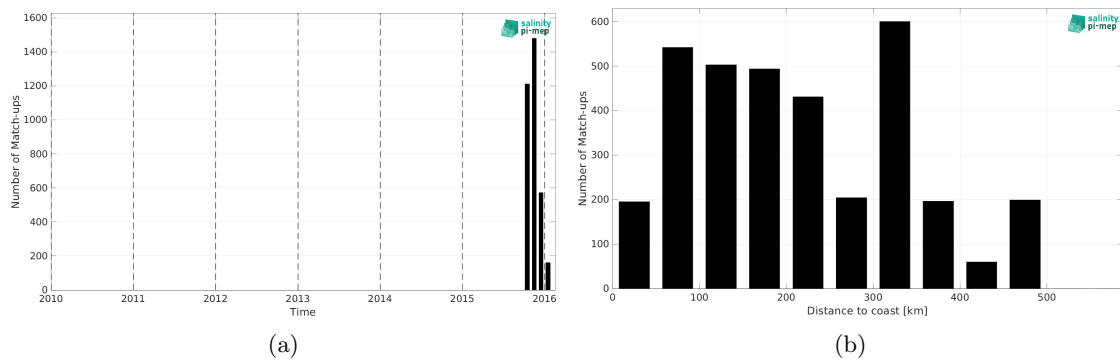 1600
1400
1200
1000
800
600
400
200
0
Number of Match-ups
2010 2011 2012 2013 2014 2015 2016
Time
salinity
pi-mep
(a)
600
500
400
300
200
100
0
Number of Match-ups
0 100 200 300 400 500
Distance to coast [km]
salinity
pi-mep
(b)